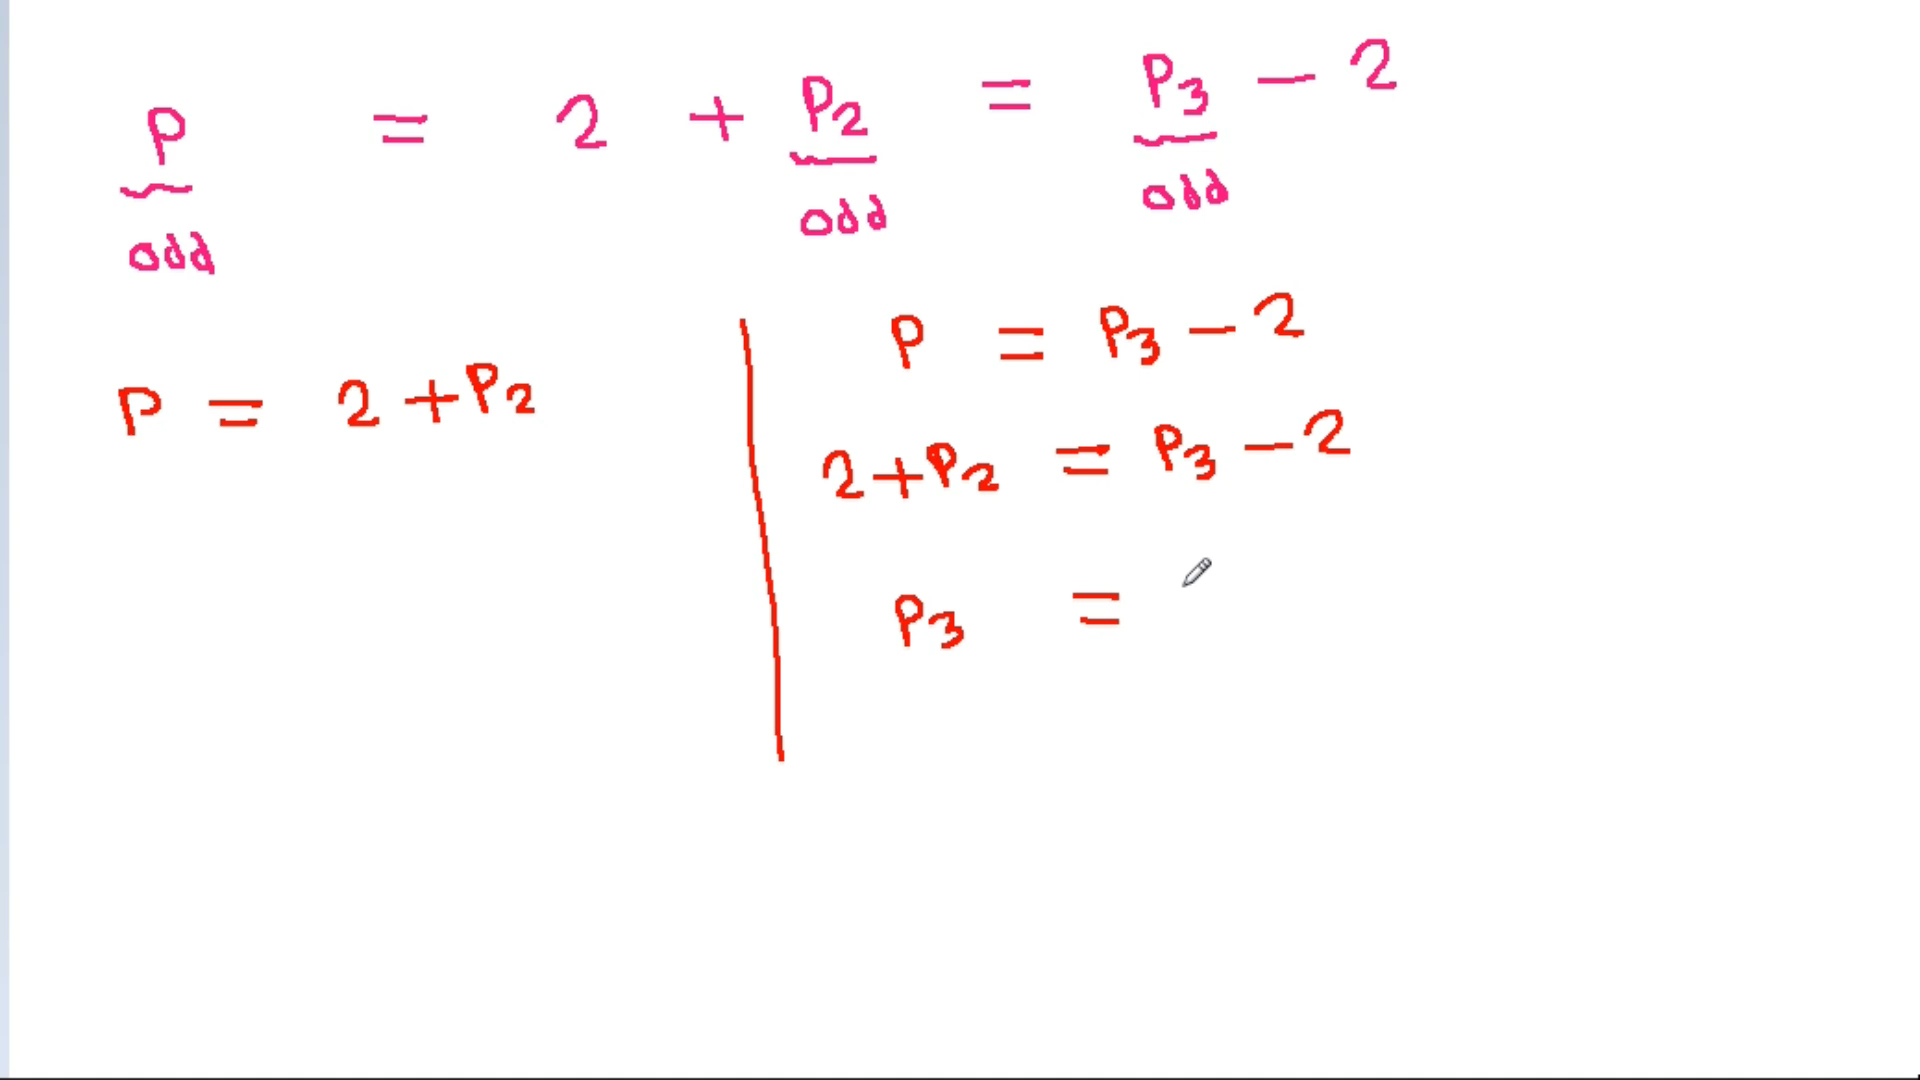 P = 2 + P₂ = P₃ - 2
odd odd odd
P = 2 + P₂
P = P₃ - 2
2 + P₂ = P₃ - 2
P₃ =